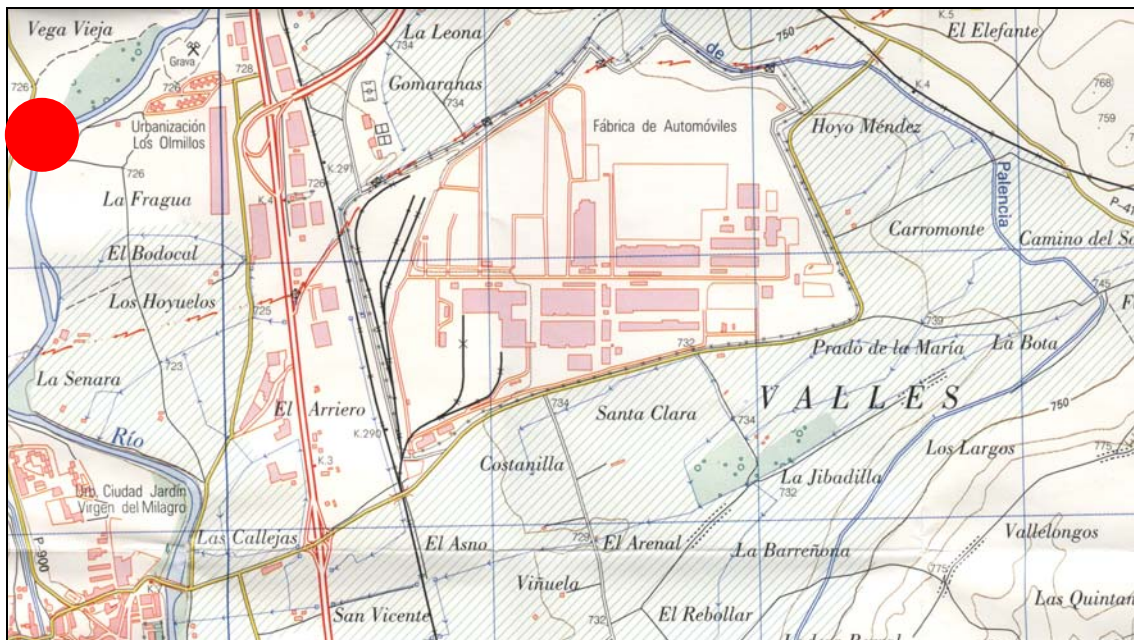 Vega Vieja
La Leona
K.5
El Elefante
734
de
750
Grava
728
726
726
Gomaranas
734
K.4
768
759
Urbanización
Los Olmillos
Fábrica de Automóviles
Hoyo Méndez
726
K.291
726
La Fragua
K.4
Palencia
P-41
Carromonte
Camino del Sa
El Bodocal
Los Hoyuelos
725
745
739
La Senara
723
732
Prado de la María
La Bota
El Arriero
734
Santa Clara
734
VALLES
750
Río
K.290
K.3
Costanilla
Los Largos
775
Urb. Ciudad Jardín
Virgen del Milagro
La Jibadilla
732
P-900
Las Callejas
El Asno
729
El Arenal
La Barreñona
Vallelongos
775
K.1
Viñuela
San Vicente
732
El Rebollar
Las Quintan